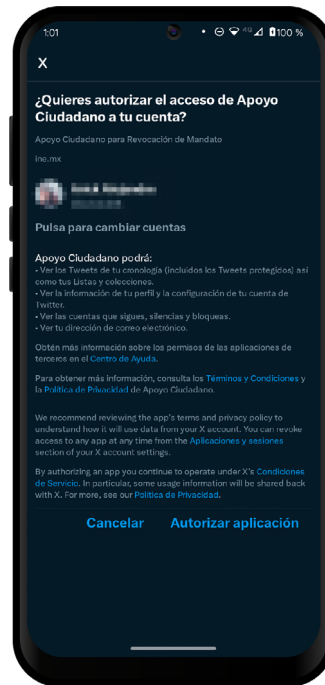 1:01
4G
100 %
X
¿Quieres autorizar el acceso de Apoyo
Ciudadano a tu cuenta?
Apoyo Ciudadano para Revocación de Mandato
ine.mx
Pulsa para cambiar cuentas
Apoyo Ciudadano podrá:
• Ver los Tweets de tu cronología (incluidos los Tweets protegidos) así
como tus Listas y colecciones.
• Ver la información de tu perfil y la configuración de tu cuenta de
Twitter.
• Ver las cuentas que sigues, silencias y bloqueas.
• Ver tu dirección de correo electrónico.
Obtén más información sobre los permisos de las aplicaciones de
terceros en el Centro de Ayuda.
Para obtener más información, consulta los Términos y Condiciones y
la Política de Privacidad de Apoyo Ciudadano.
We recommend reviewing the app's terms and privacy policy to
understand how it will use data from your X account. You can revoke
access to any app at any time from the Aplicaciones y sesiones
section of your X account settings.
By authorizing an app you continue to operate under X's Condiciones
de Servicio. In particular, some usage information will be shared back
with X. For more, see our Política de Privacidad.
Cancelar Autorizar aplicación